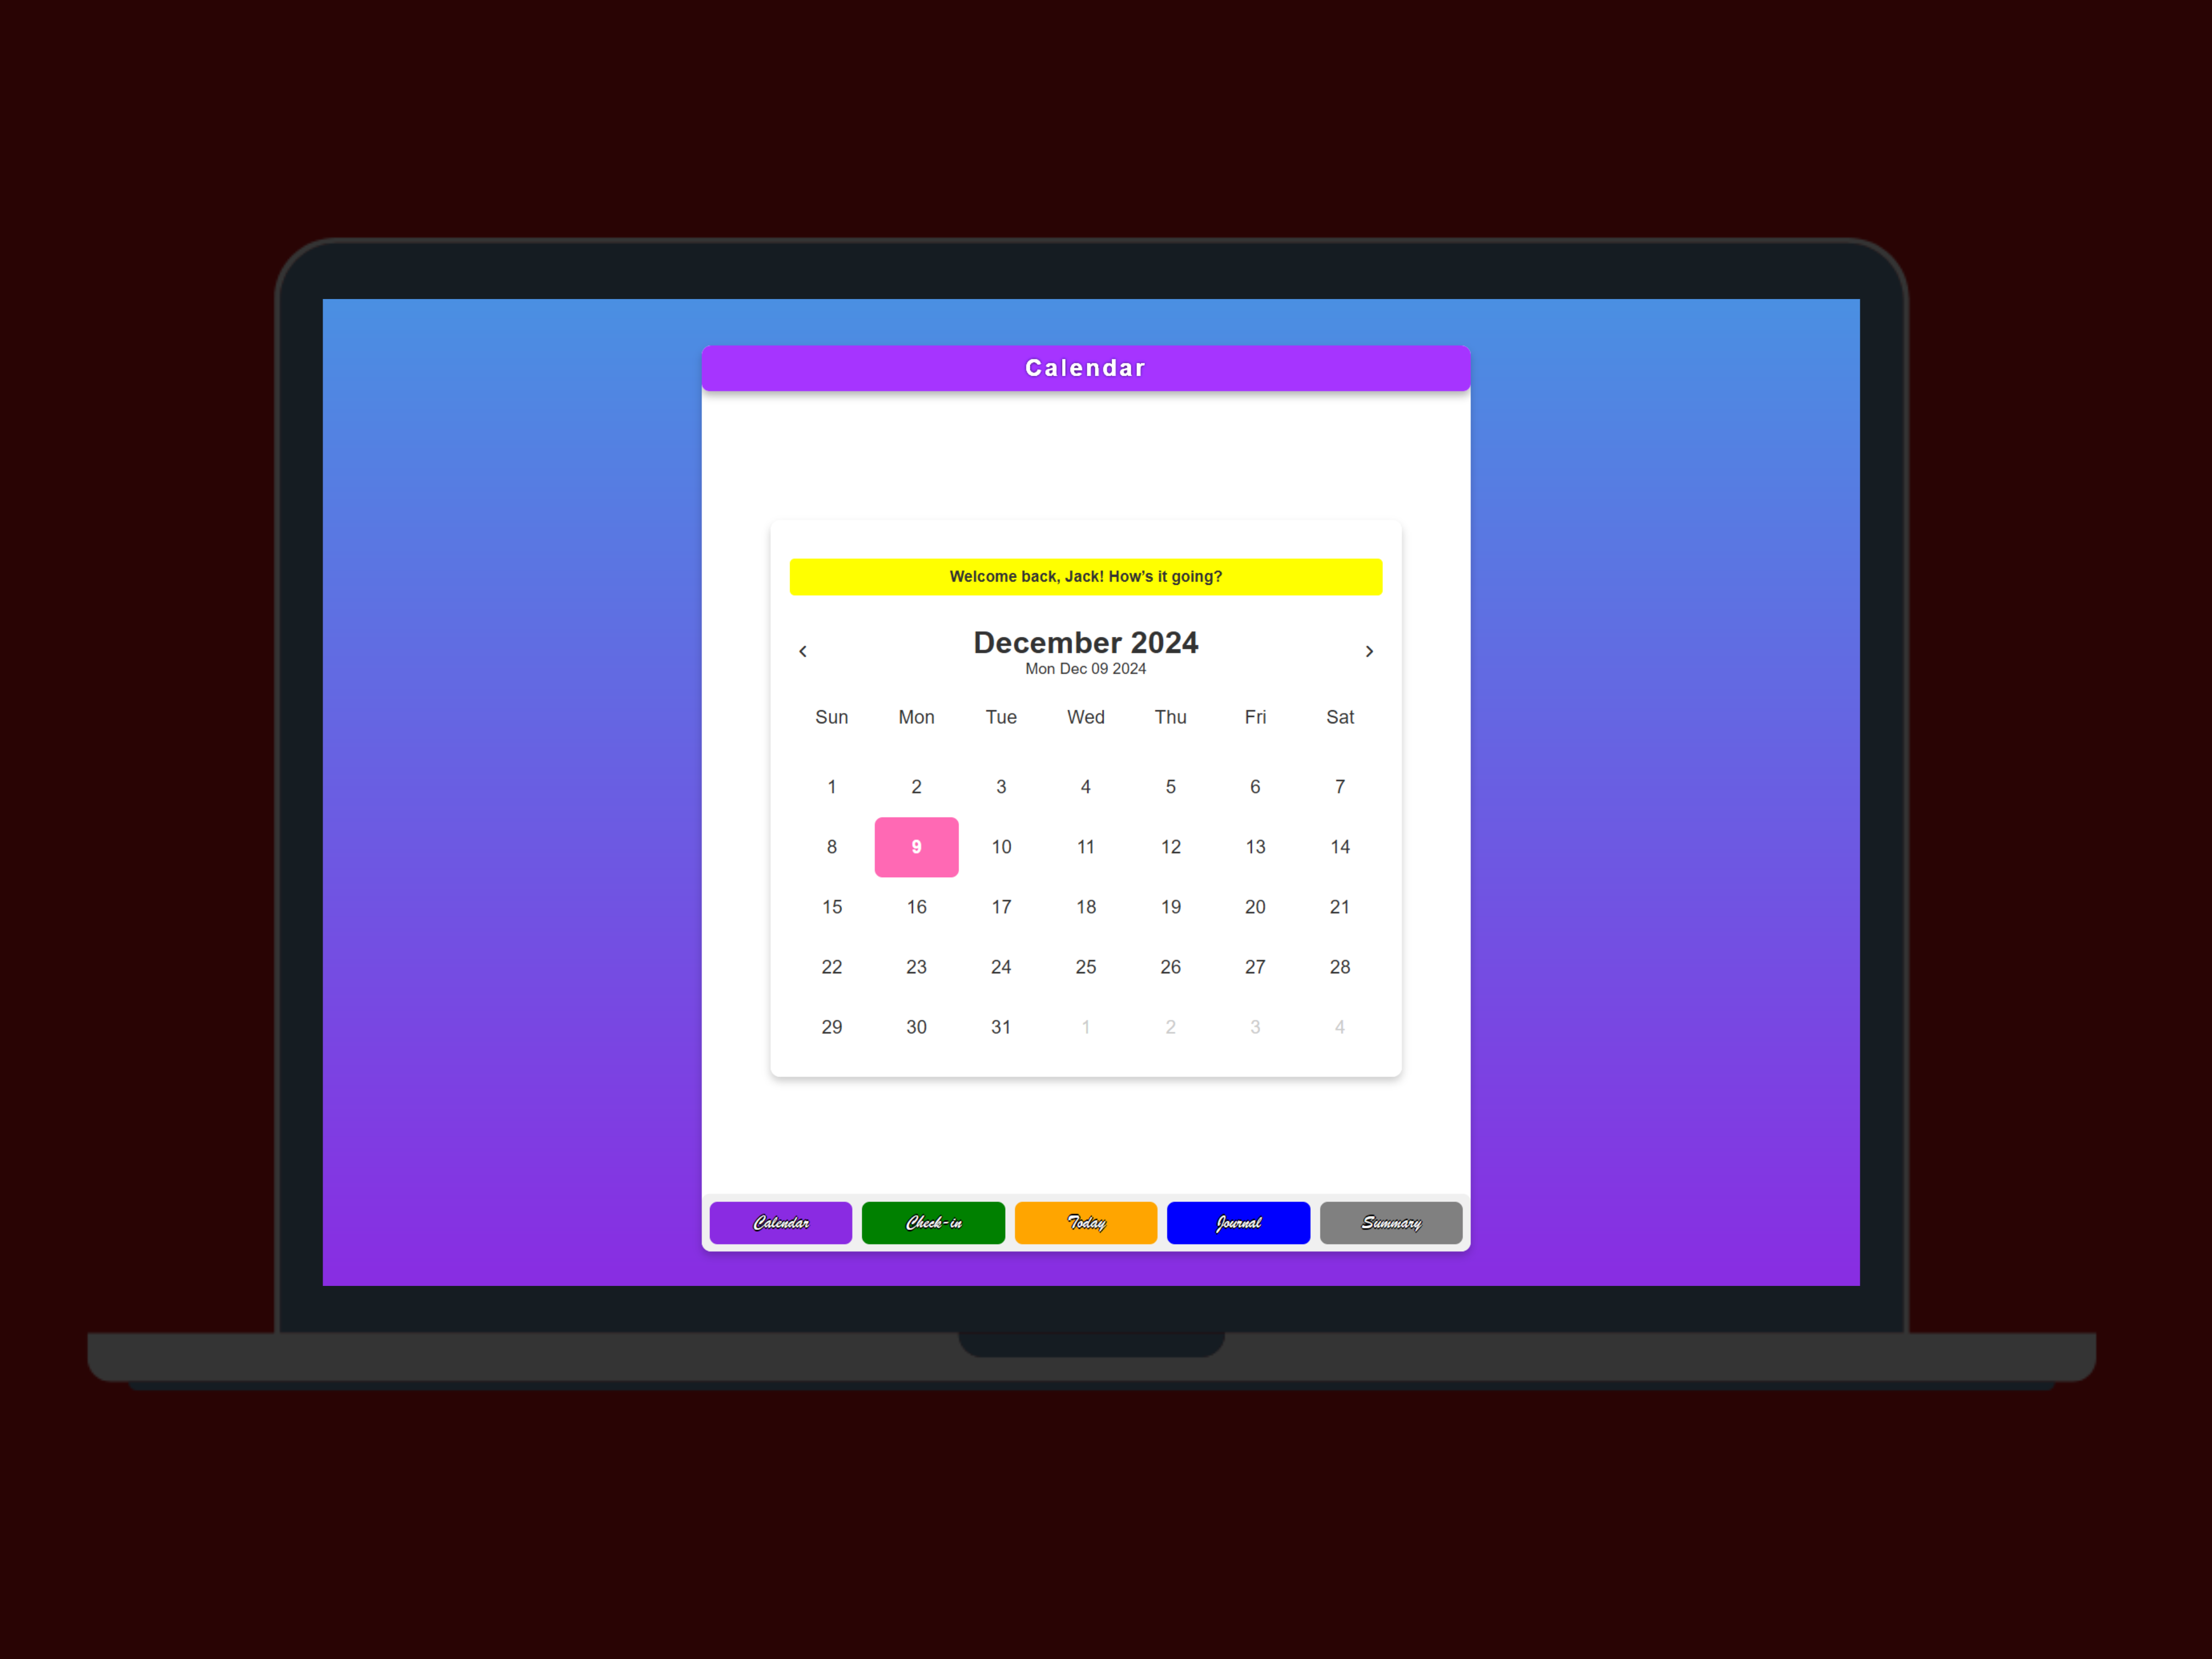 Calendar
Welcome back, Jack! How's it going?
‹ December 2024 ›
Mon Dec 09 2024
Sun Mon Tue Wed Thu Fri Sat
1 2 3 4 5 6 7
8 9 10 11 12 13 14
15 16 17 18 19 20 21
22 23 24 25 26 27 28
29 30 31 1 2 3 4
Calendar Check-in Today Journal Summary